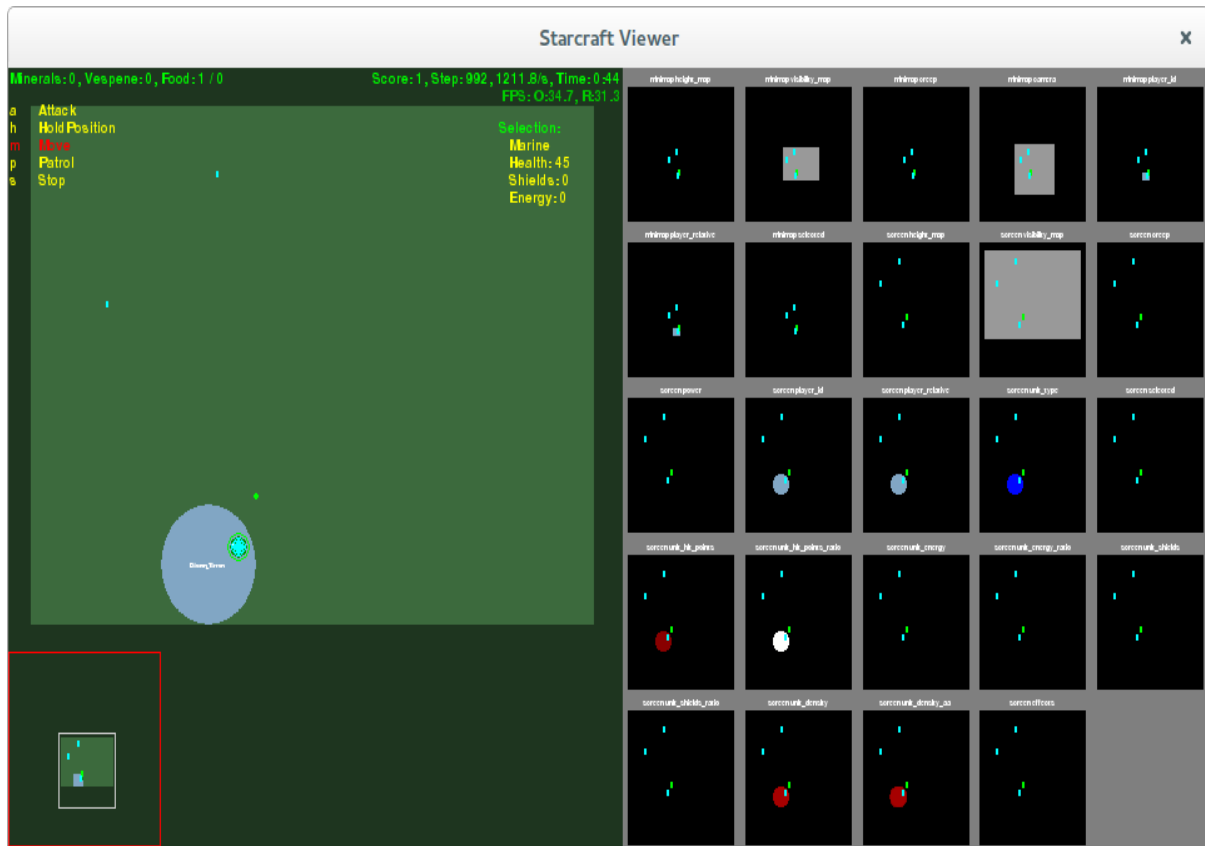 Starcraft Viewer
x
Minerals: 0, Vespene: 0, Food: 1 / 0
Score: 1, Step: 992, 1211.8/s, Time: 0:44
FPS: O:34.7, R:31.3
a Attack
h Hold Position
m Move
p Patrol
s Stop
Selection:
Marine
Health: 45
Shields: 0
Energy: 0
minimap height_map
minimap visibility_map
minimap creep
minimap camera
minimap player_id
minimap player_relative
minimap selected
screen height_map
screen visibility_map
screen creep
screen power
screen player_id
screen player_relative
screen unit_type
screen selected
screen unit_hit_points
screen unit_hit_points_ratio
screen unit_energy
screen unit_energy_ratio
screen unit_shields
screen unit_shields_ratio
screen unit_density
screen unit_density_aa
screen effects